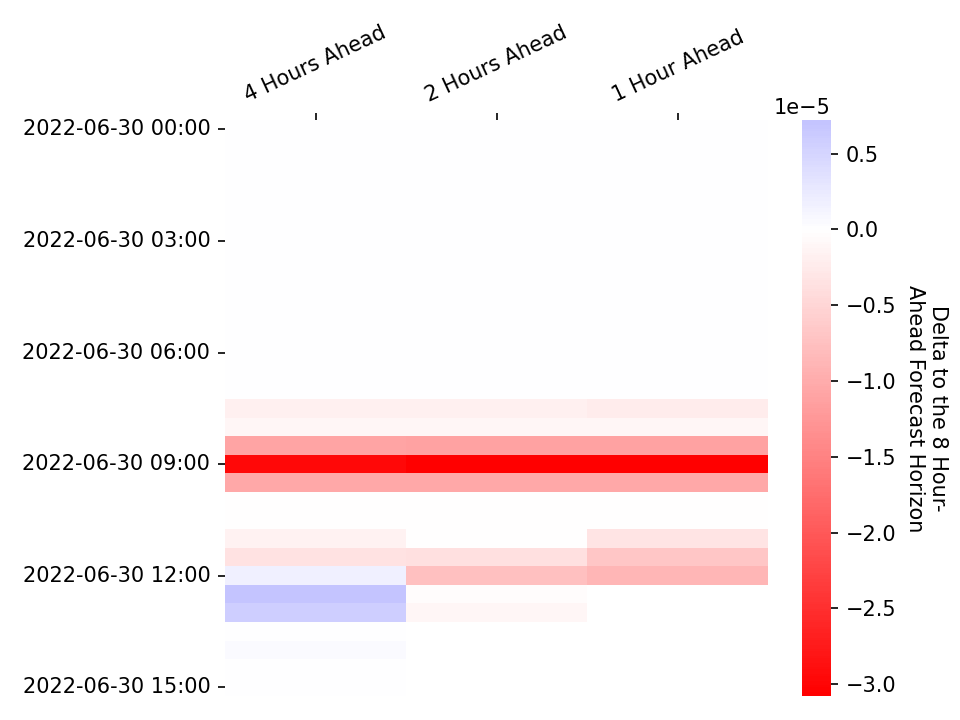 4 Hours Ahead
2 Hours Ahead
1 Hour Ahead
1e−5
2022-06-30 00:00
2022-06-30 03:00
2022-06-30 06:00
2022-06-30 09:00
2022-06-30 12:00
2022-06-30 15:00
0.5
0.0
−0.5
−1.0
−1.5
−2.0
−2.5
−3.0
Delta to the 8 Hour-
Ahead Forecast Horizon